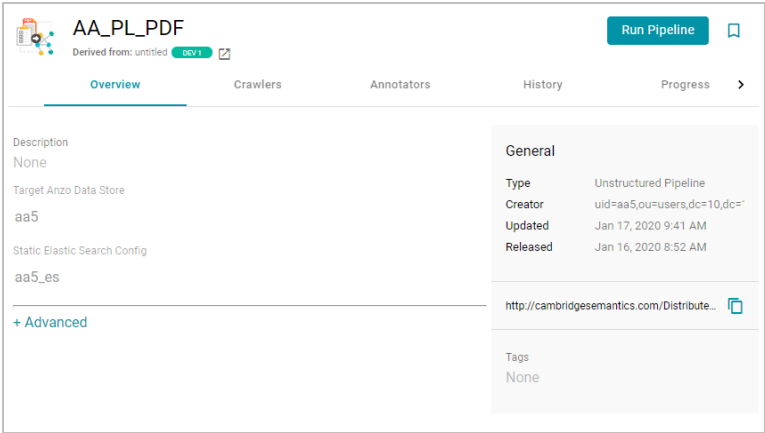 AA_PL_PDF
Run Pipeline
Derived from: untitled DEV 1
Overview
Crawlers
Annotators
History
Progress
Description
None
Target Anzo Data Store
aa5
Static Elastic Search Config
aa5_es
+ Advanced
General
Type Unstructured Pipeline
Creator uid=aa5,ou=users,dc=10,dc=
Updated Jan 17, 2020 9:41 AM
Released Jan 16, 2020 8:52 AM
http://cambridgesemantics.com/Distribute...
Tags
None